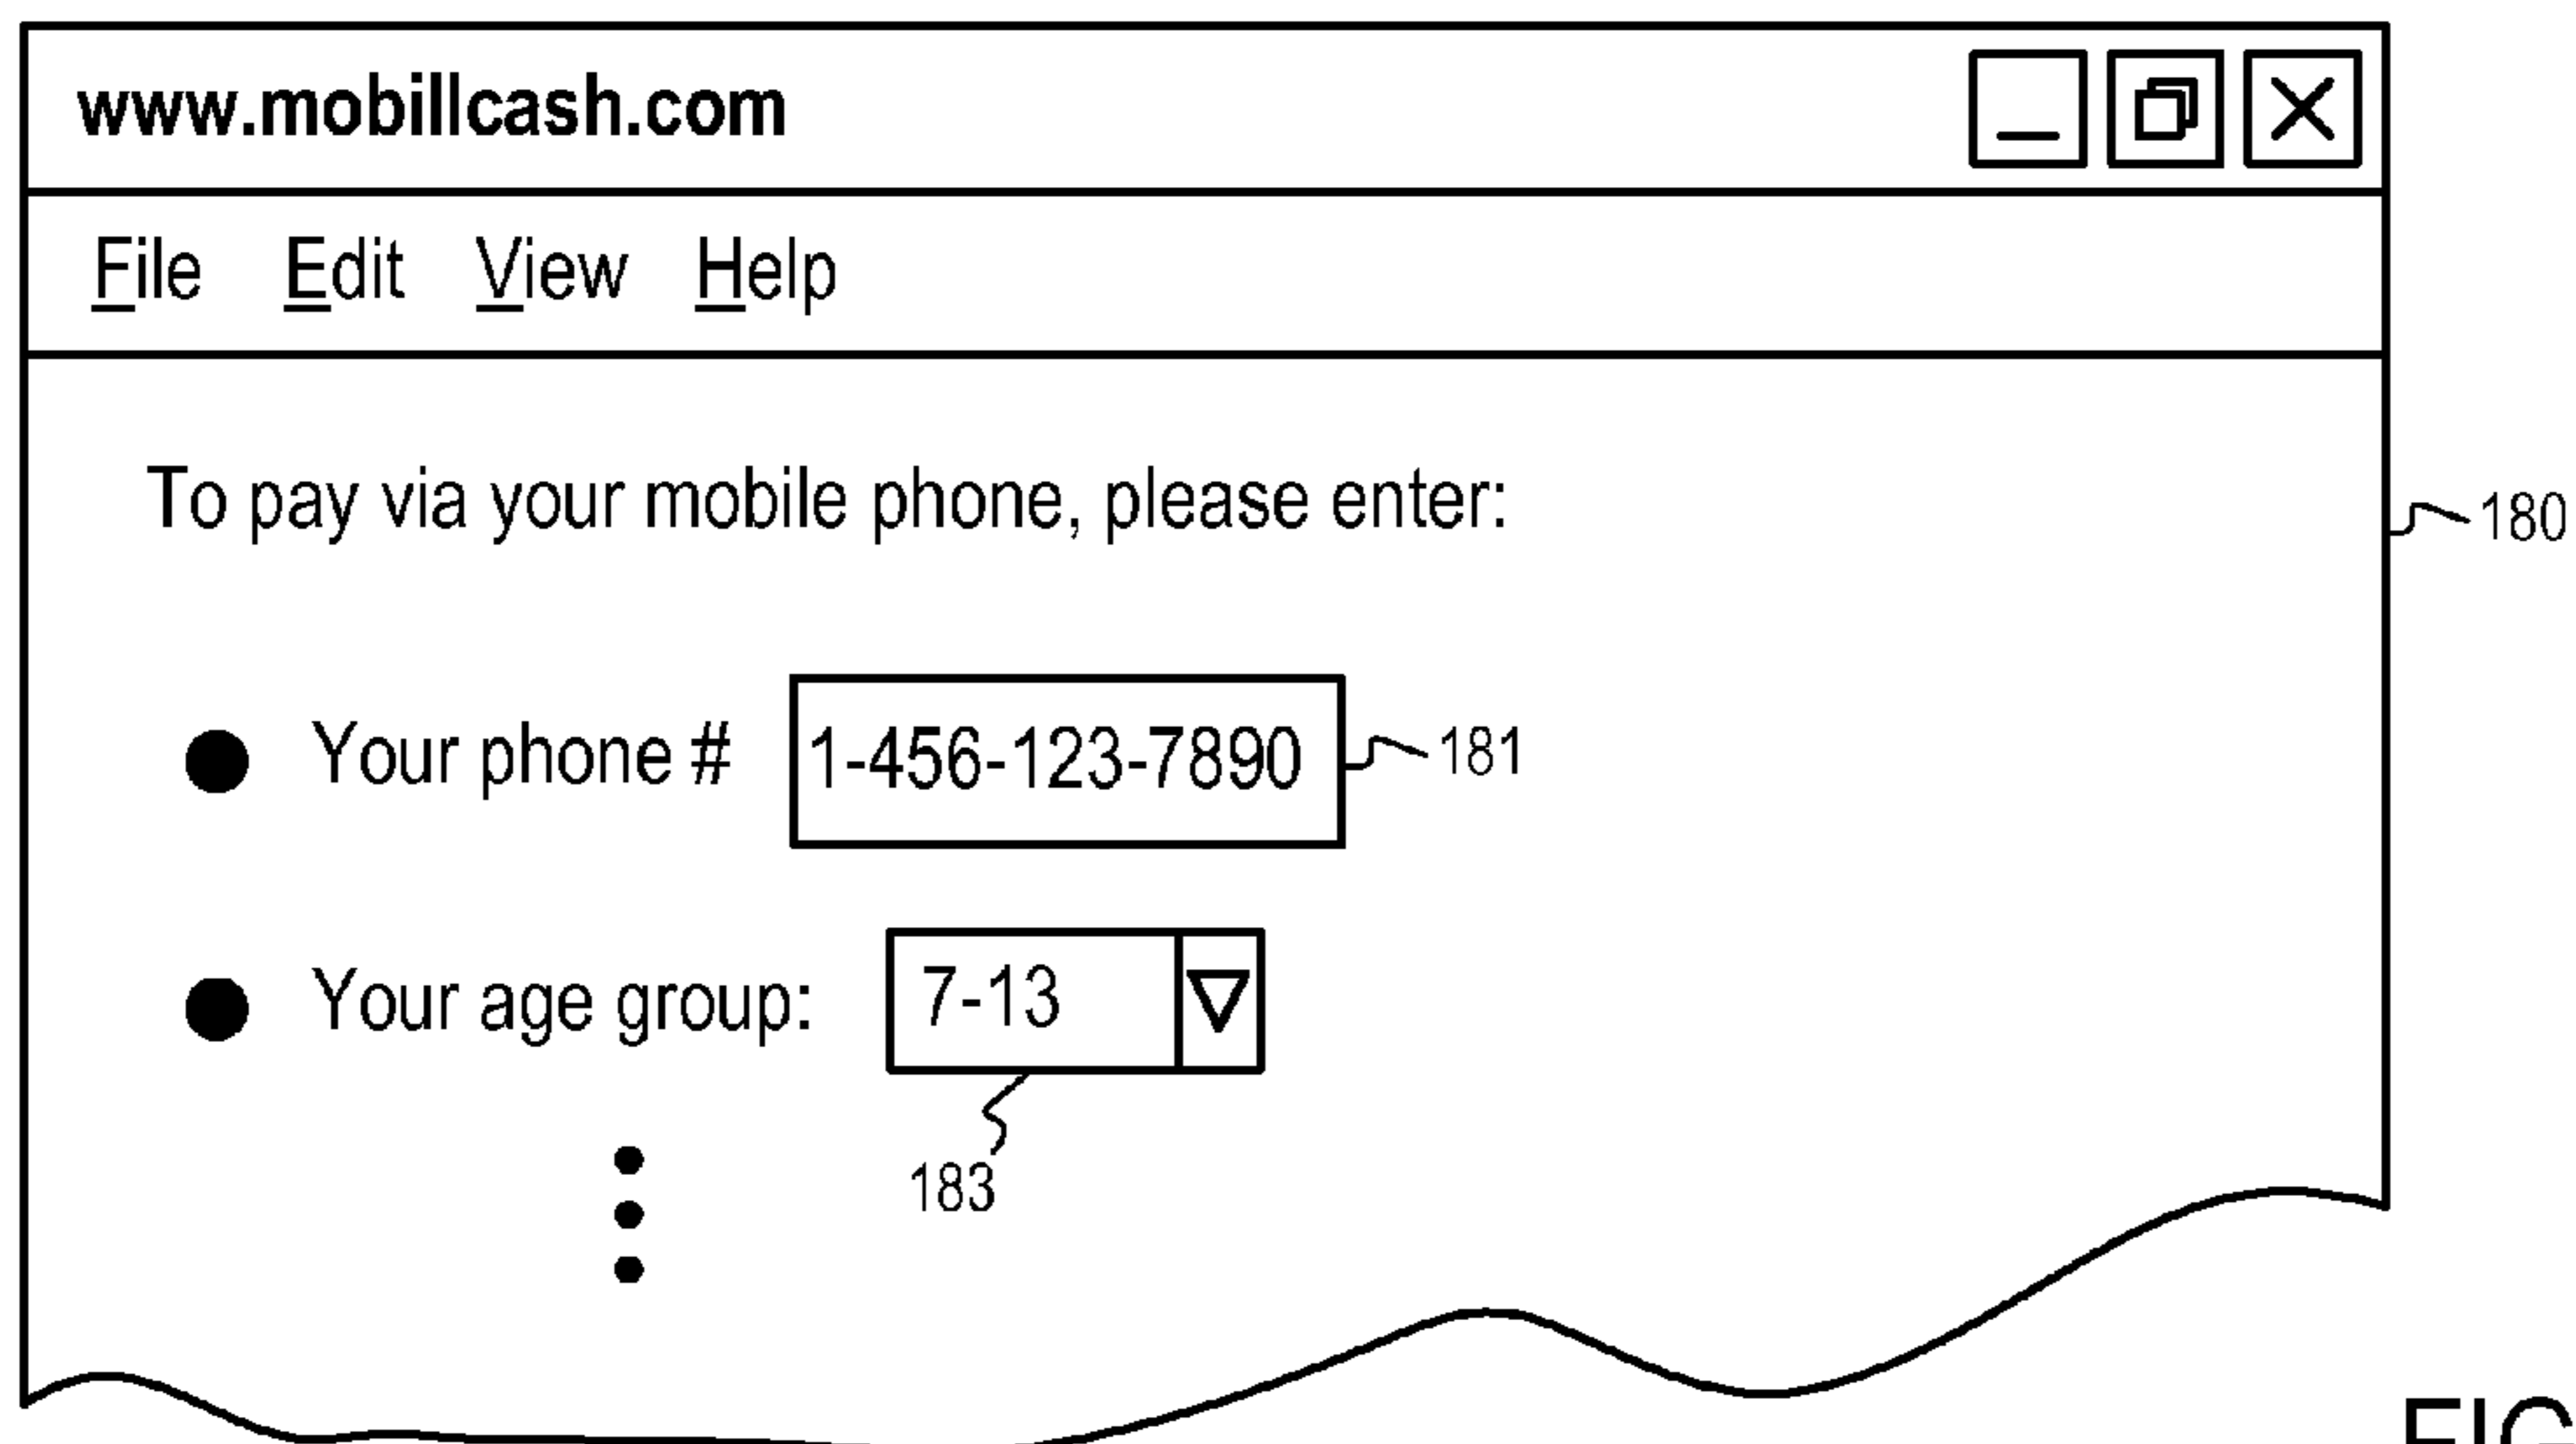 www.mobillcash.com
File Edit View Help
To pay via your mobile phone, please enter:
180
Your phone # 1-456-123-7890 181
Your age group: 7-13
183